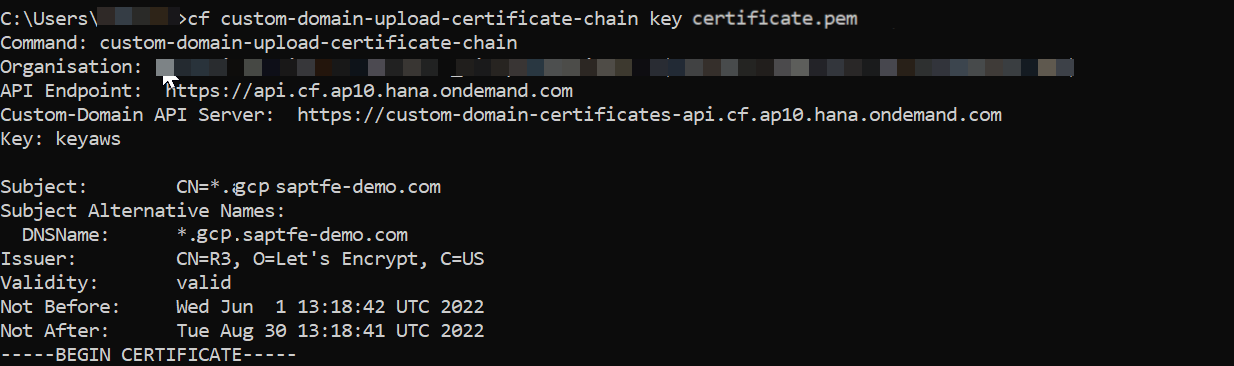 C:\Users\ >cf custom-domain-upload-certificate-chain key certificate.pem
Command: custom-domain-upload-certificate-chain
Organisation:
API Endpoint: https://api.cf.ap10.hana.ondemand.com
Custom-Domain API Server: https://custom-domain-certificates-api.cf.ap10.hana.ondemand.com
Key: keyaws
Subject: CN=*.gcp saptfe-demo.com
Subject Alternative Names:
DNSName: *.gcp.saptfe-demo.com
Issuer: CN=R3, O=Let's Encrypt, C=US
Validity: valid
Not Before: Wed Jun 1 13:18:42 UTC 2022
Not After: Tue Aug 30 13:18:41 UTC 2022
-----BEGIN CERTIFICATE-----